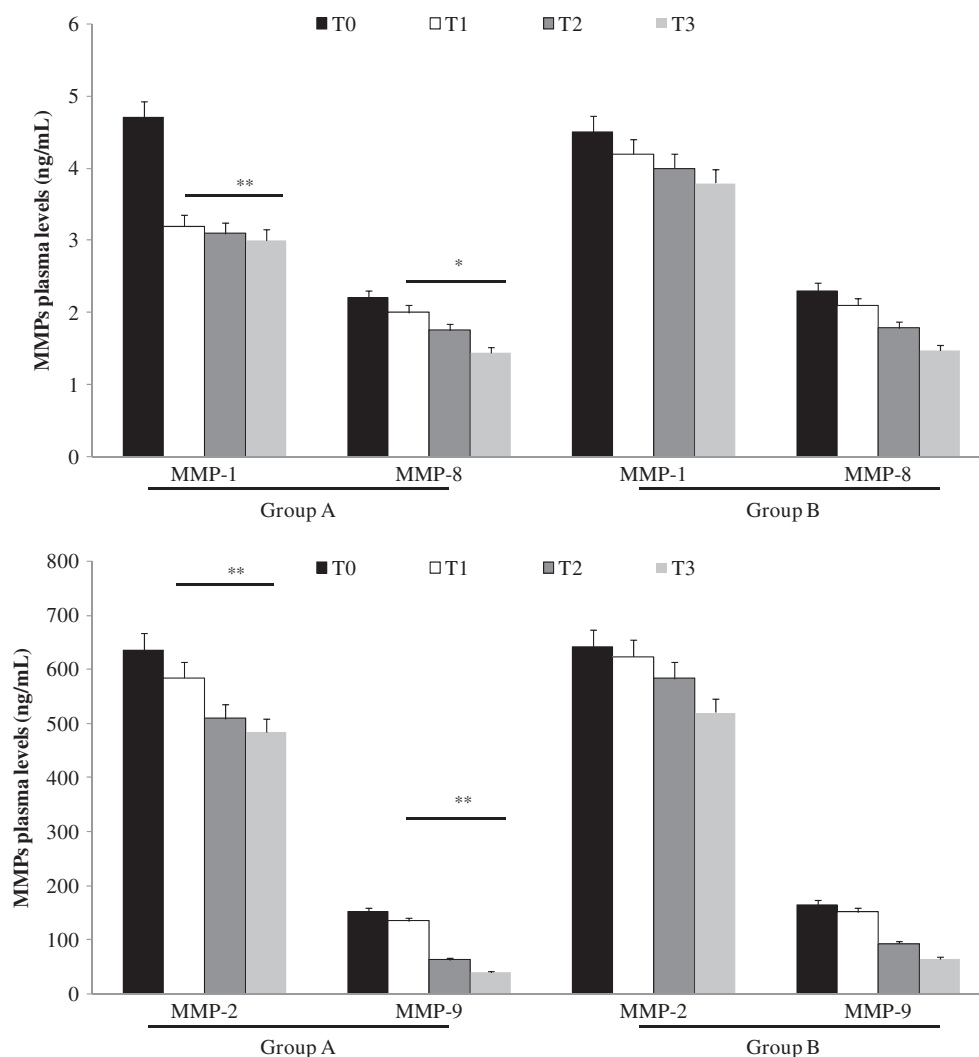 MMPs plasma levels (ng/mL)
T0 T1 T2 T3
6
5
4
3
2
1
0
**
*
MMP-1 MMP-8 MMP-1 MMP-8
Group A Group B
MMPs plasma levels (ng/mL)
T0 T1 T2 T3
800
700
600
500
400
300
200
100
0
**
**
MMP-2 MMP-9 MMP-2 MMP-9
Group A Group B